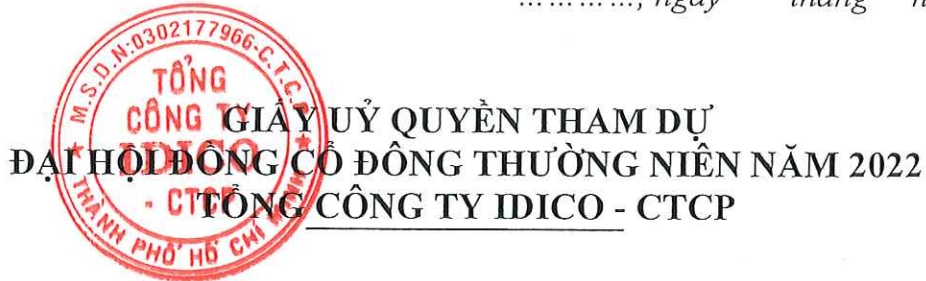 …………, ngày tháng n
M.S.D.N:0302177966-C.T.C.P
TỔNG
CÔNG TY
IDICO
- CTCP
THÀNH PHỐ HỒ CHÍ MINH
GIẤY UỶ QUYỀN THAM DỰ
ĐẠI HỘI ĐỒNG CỔ ĐÔNG THƯỜNG NIÊN NĂM 2022
TỔNG CÔNG TY IDICO - CTCP